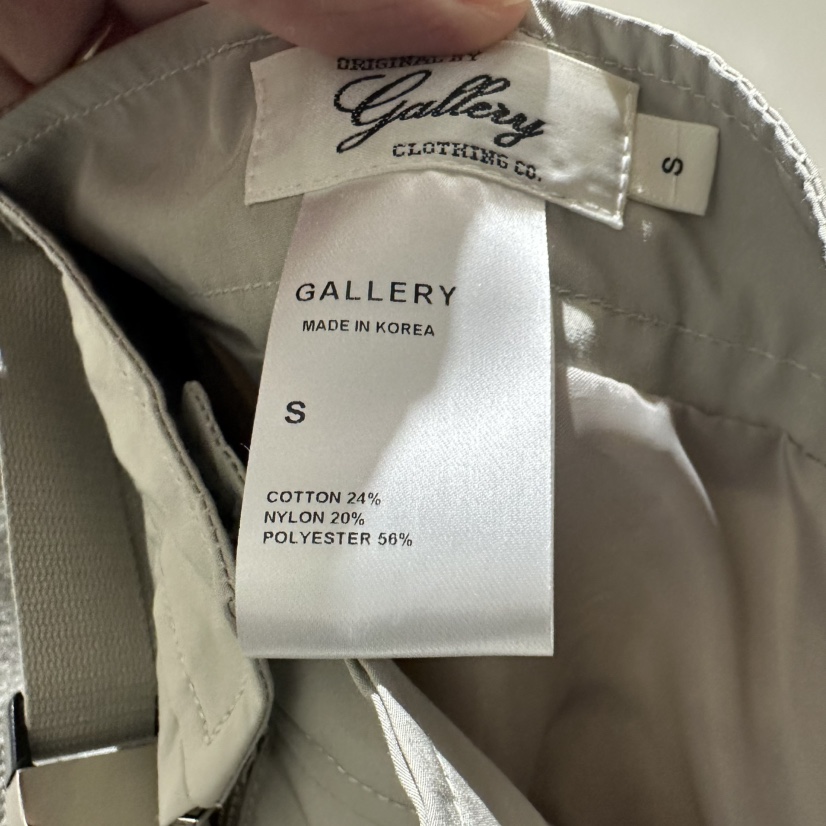 ORIGINAL BY
Gallery
CLOTHING CO.
S
GALLERY
MADE IN KOREA
S
COTTON 24%
NYLON 20%
POLYESTER 56%